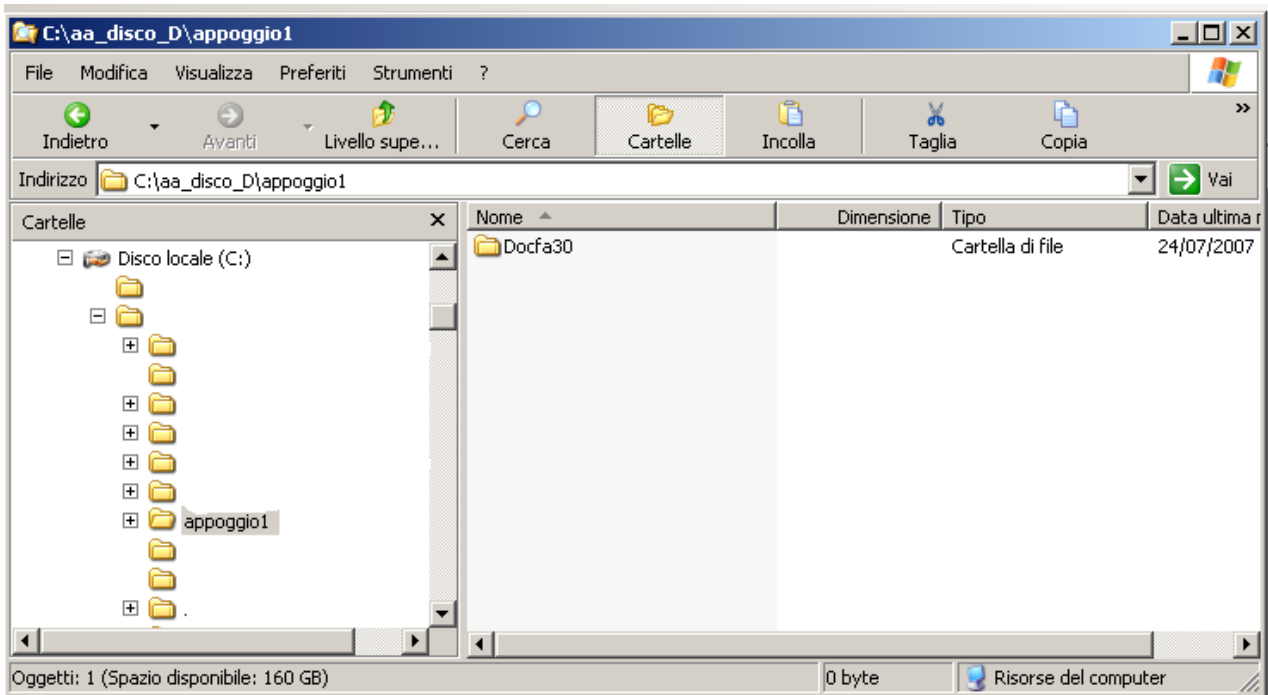 C:\aa_disco_D\appoggio1
File Modifica Visualizza Preferiti Strumenti ?
Indietro Avanti Livello supe... Cerca Cartelle Incolla Taglia Copia »
Indirizzo C:\aa_disco_D\appoggio1 Vai
Cartelle
Disco locale (C:)
appoggio1
.
Nome Dimensione Tipo Data ultima r
Docfa30 Cartella di file 24/07/2007
Oggetti: 1 (Spazio disponibile: 160 GB) 0 byte Risorse del computer